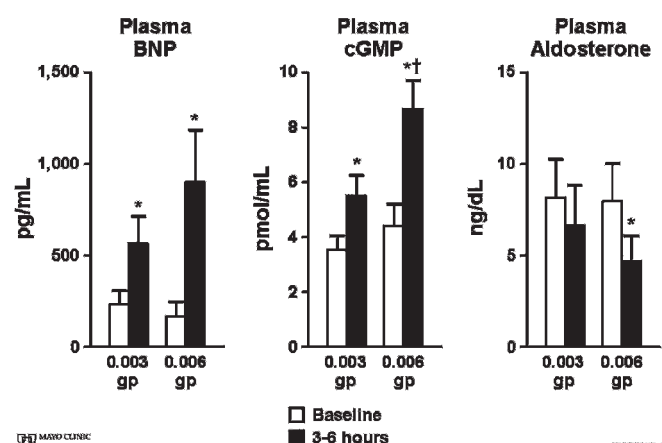 Plasma
BNP
Plasma
cGMP
Plasma
Aldosterone
1,500
1,000
500
0
pg/mL
*
*
0.003
gp
0.006
gp
10
8
6
4
2
0
pmol/mL
*
*†
0.003
gp
0.006
gp
15
10
5
0
ng/dL
*
0.003
gp
0.006
gp
Baseline
3-6 hours
MAYO CLINIC